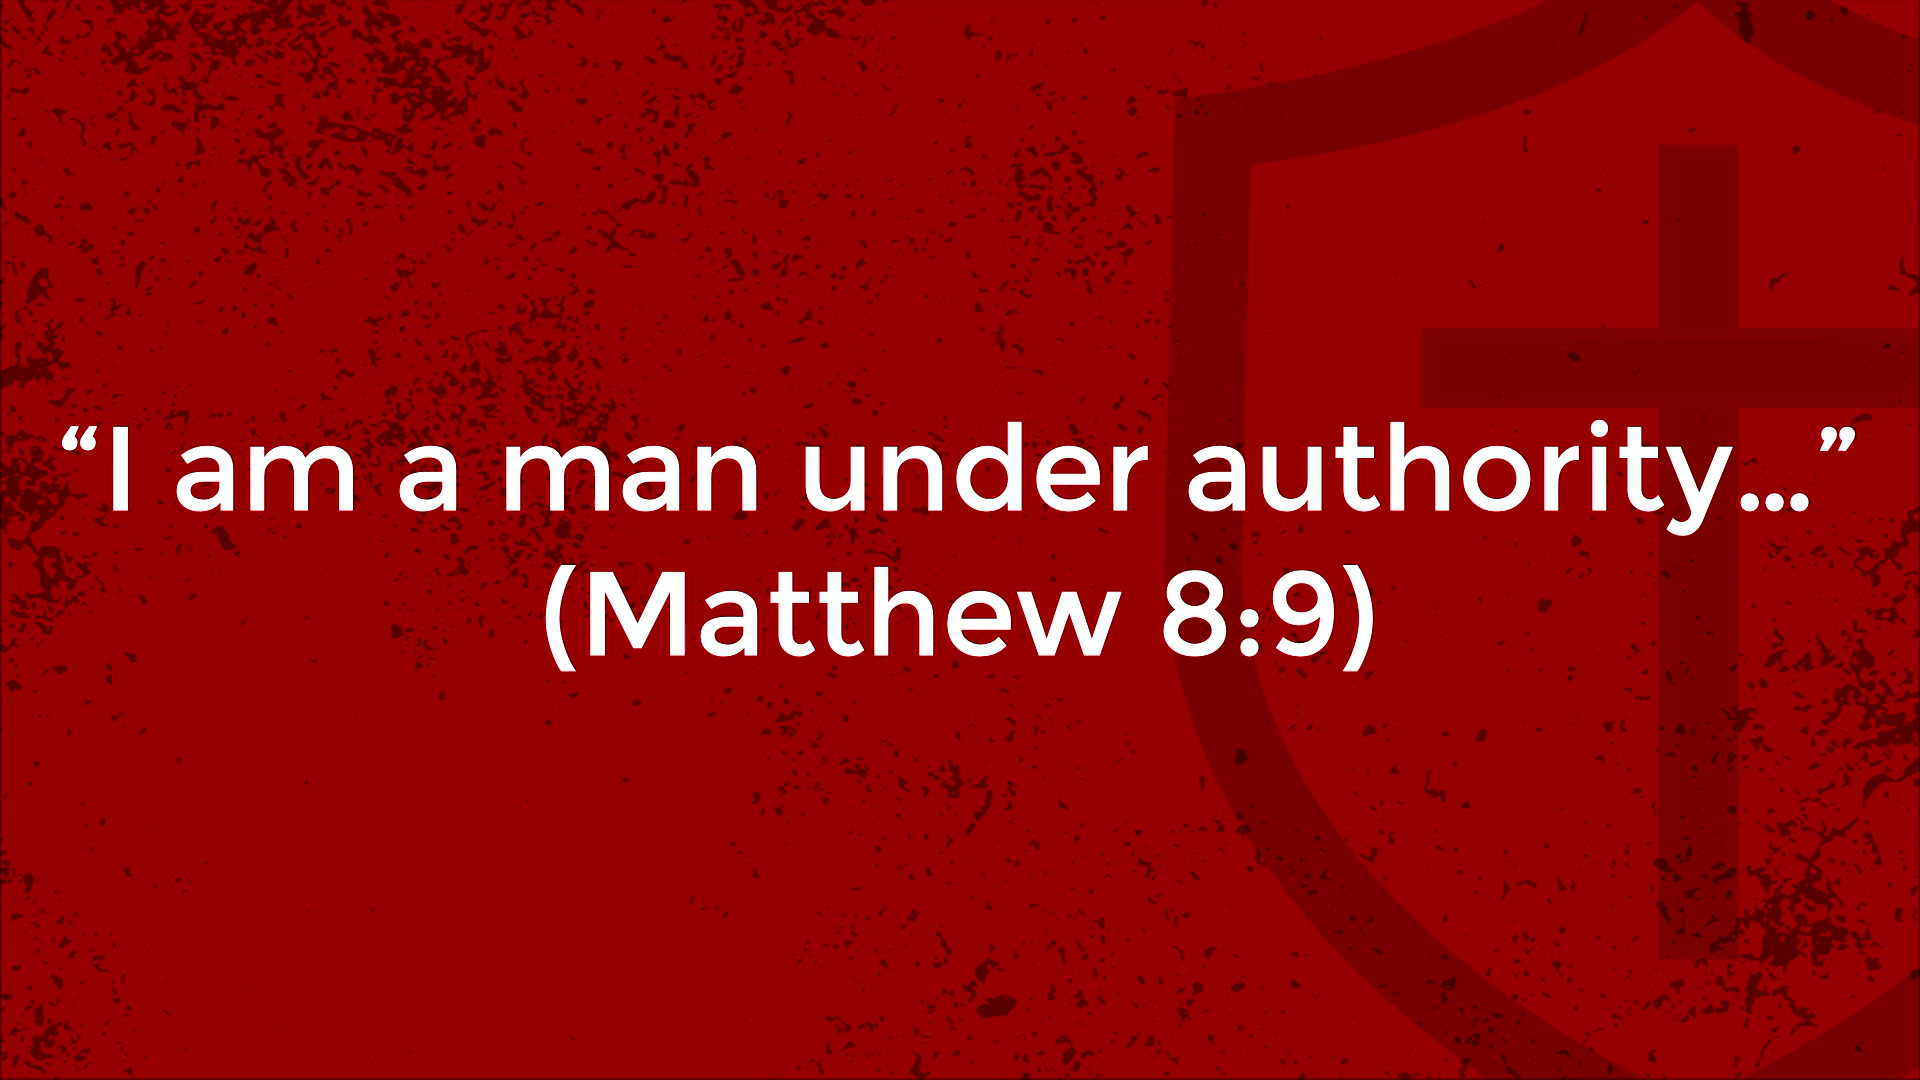 “I am a man under authority…”
(Matthew 8:9)